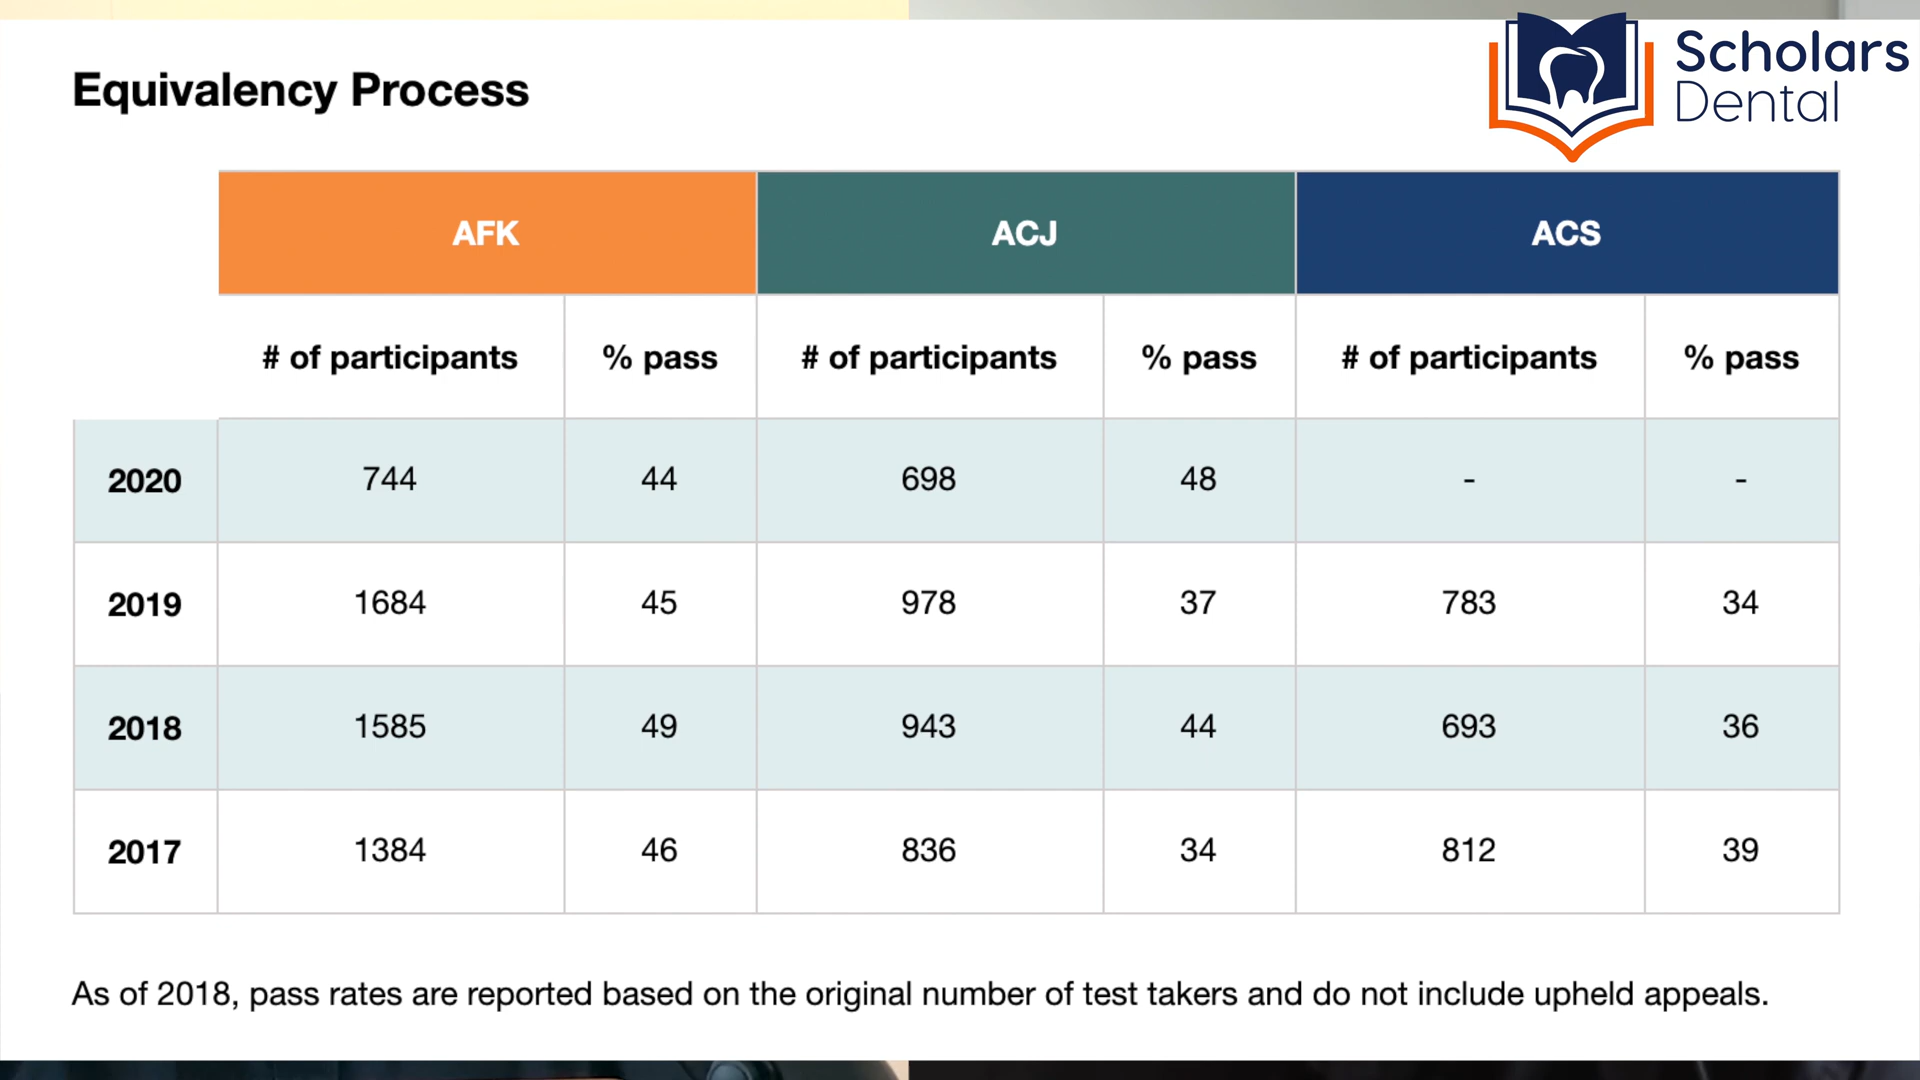 Scholars
Dental
Equivalency Process
AFK ACJ ACS
# of participants % pass # of participants % pass # of participants % pass
2020 744 44 698 48 - -
2019 1684 45 978 37 783 34
2018 1585 49 943 44 693 36
2017 1384 46 836 34 812 39
As of 2018, pass rates are reported based on the original number of test takers and do not include upheld appeals.